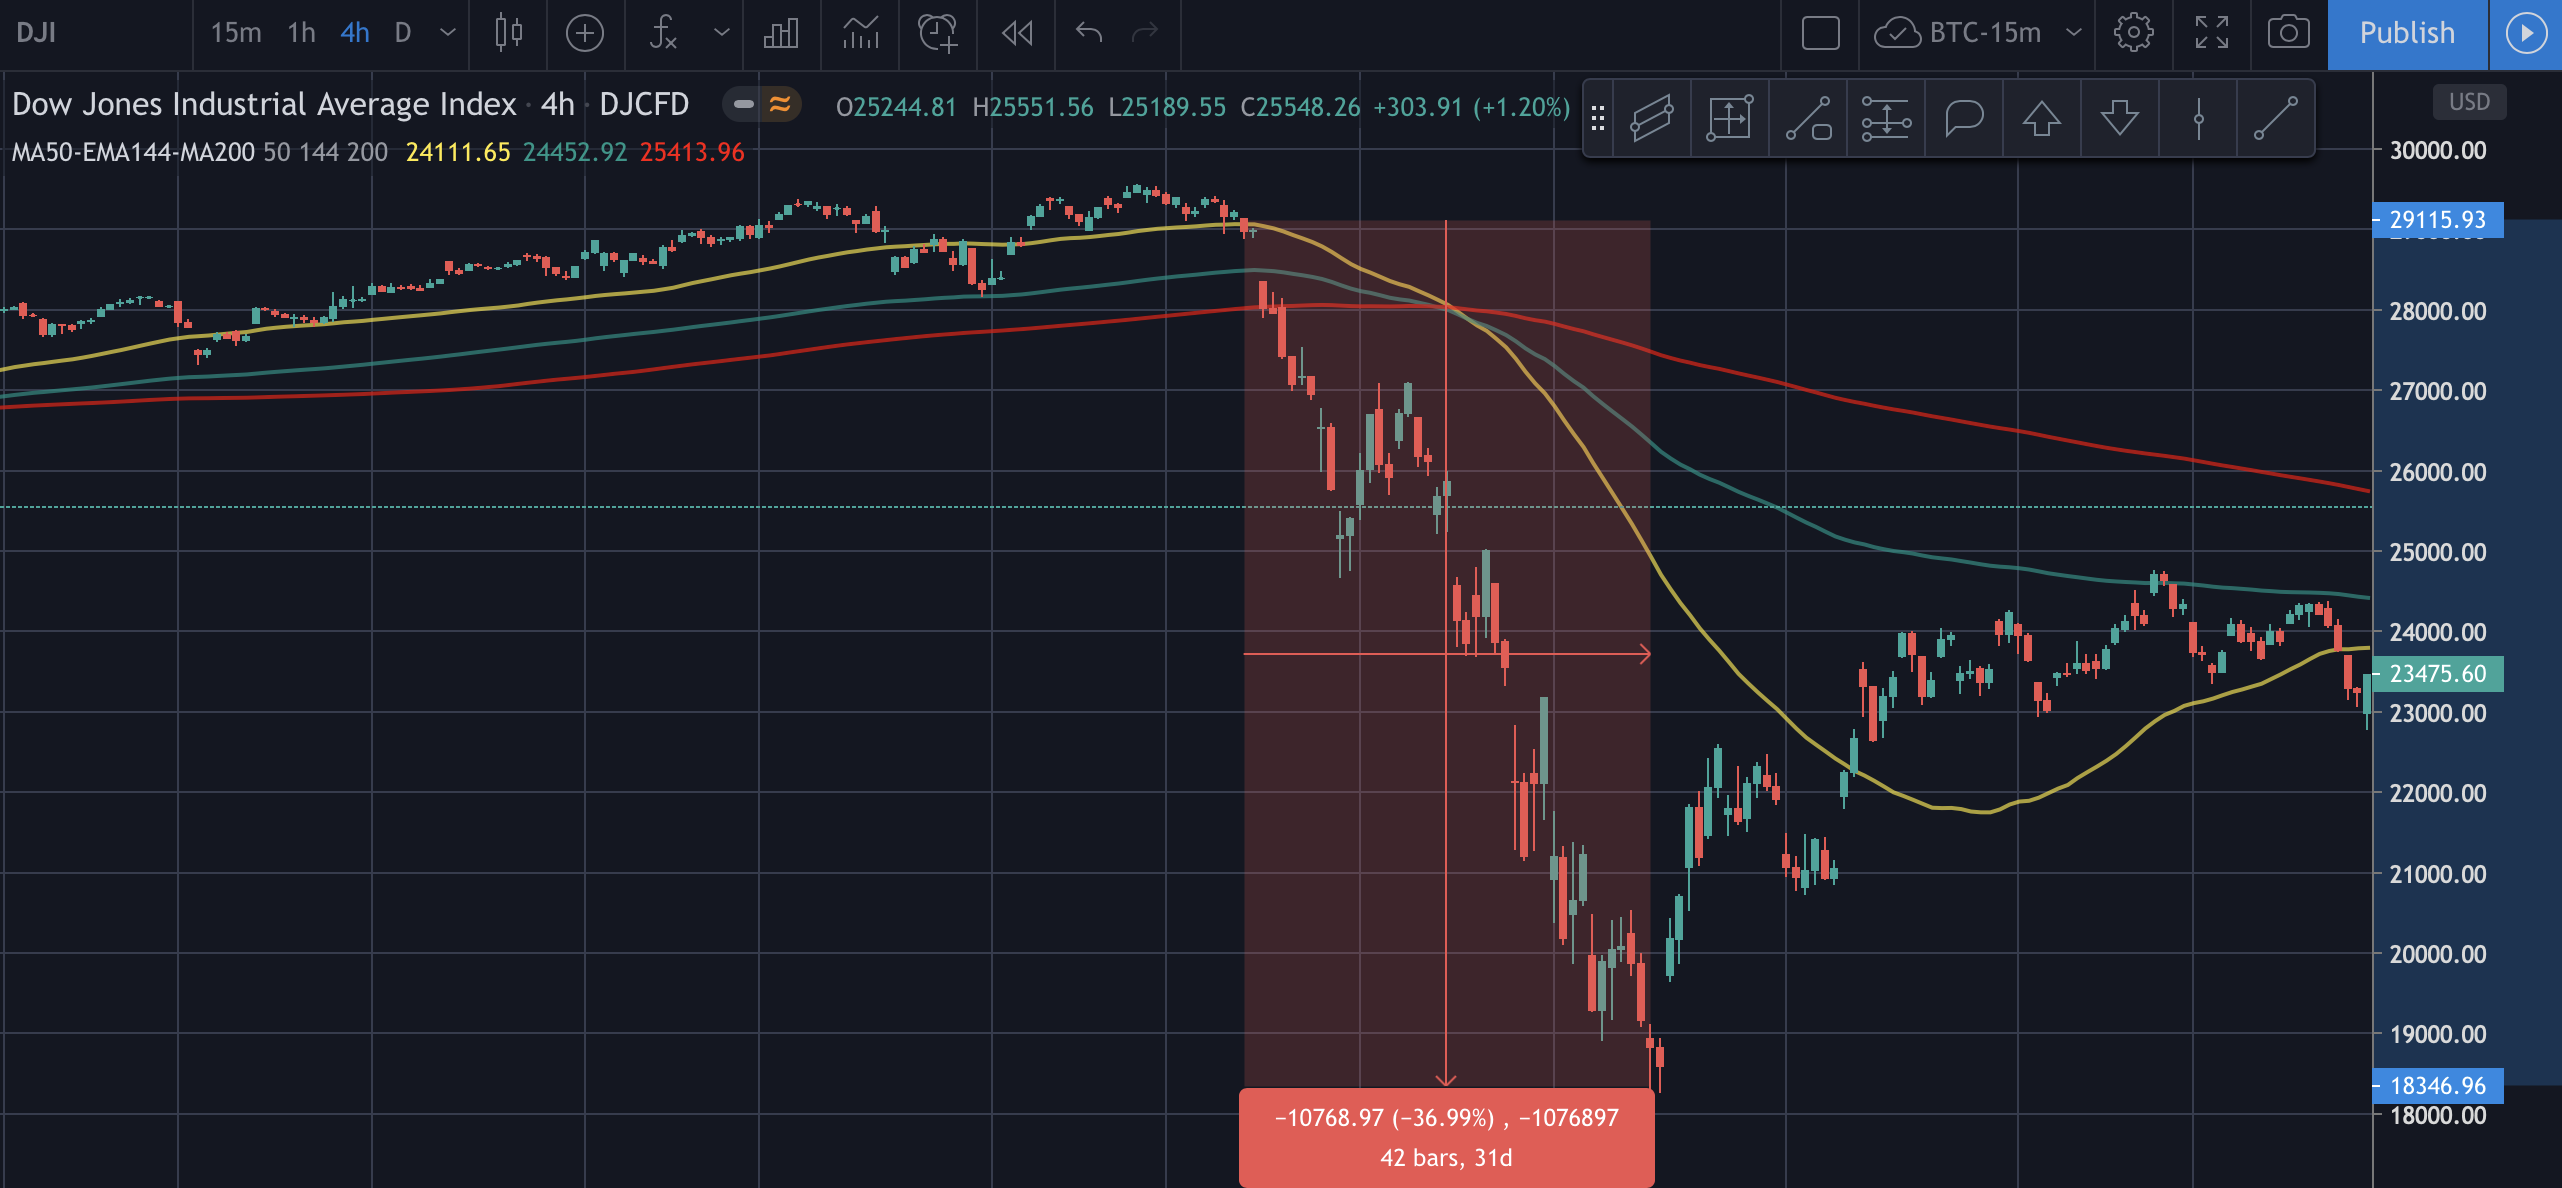 DJI 15m 1h 4h D BTC-15m Publish
Dow Jones Industrial Average Index · 4h · DJCFD O25244.81 H25551.56 L25189.55 C25548.26 +303.91 (+1.20%)
USD
MA50-EMA144-MA200 50 144 200 24111.65 24452.92 25413.96
30000.00
29115.93
28000.00
27000.00
26000.00
25000.00
24000.00
23475.60
23000.00
22000.00
21000.00
20000.00
19000.00
18346.96
18000.00
−10768.97 (−36.99%) , −1076897
42 bars, 31d